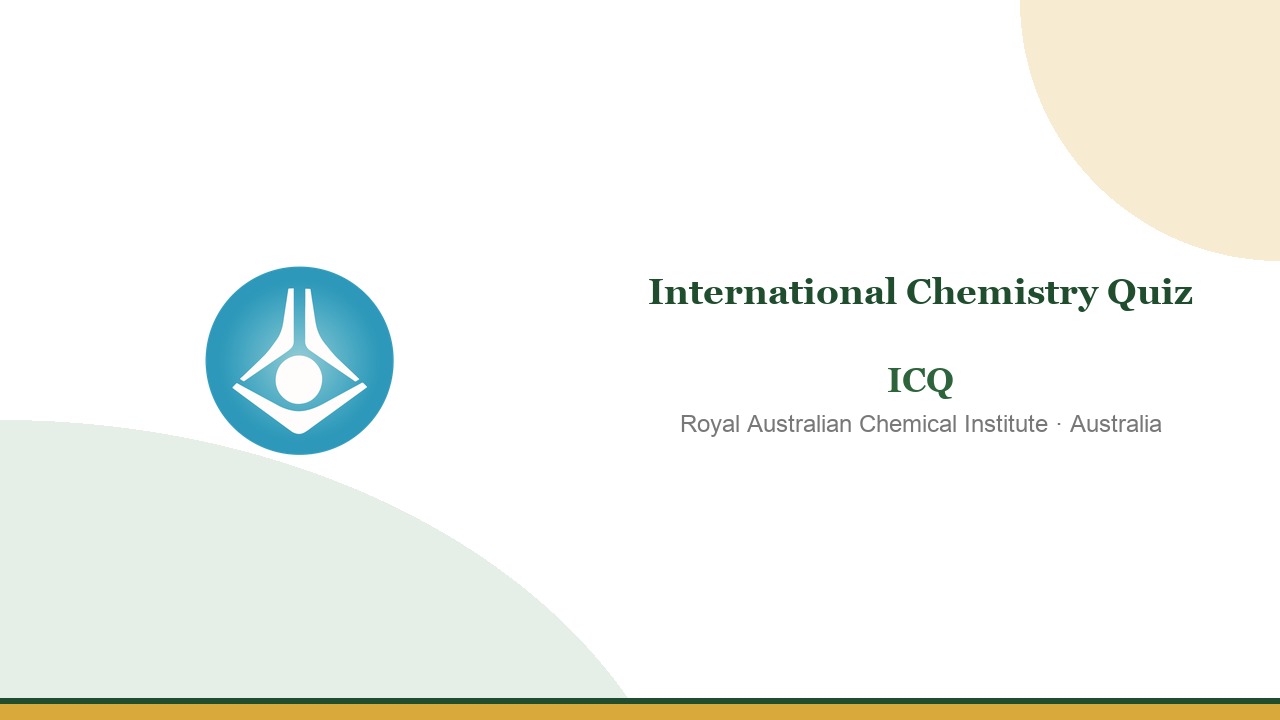 International Chemistry Quiz
ICQ
Royal Australian Chemical Institute · Australia